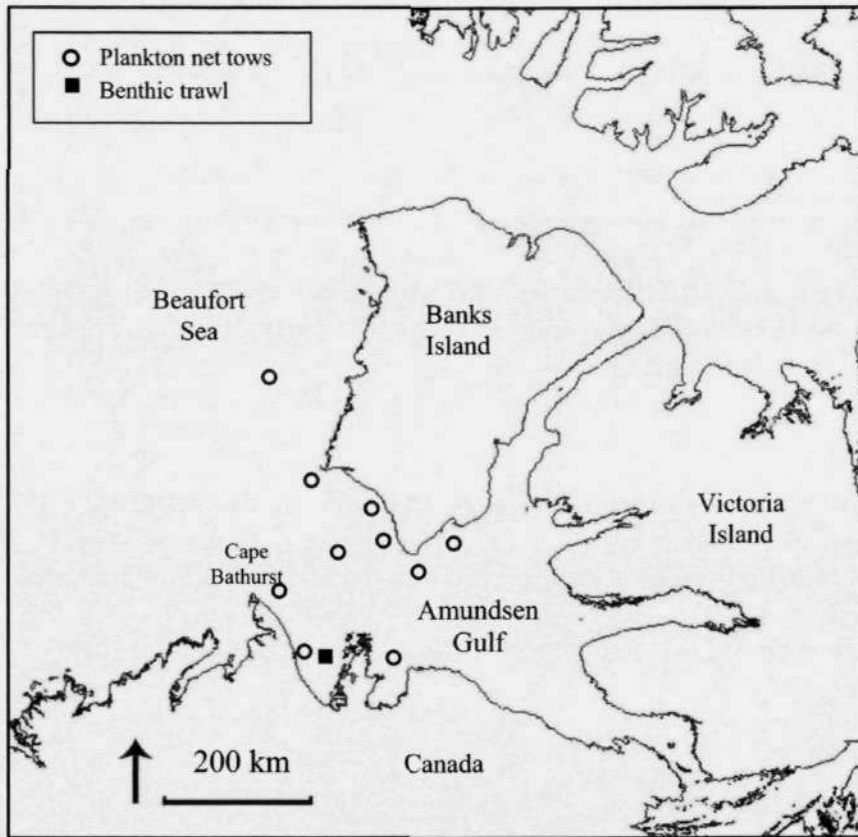 Plankton net tows
Benthic trawl
Beaufort
Sea
Banks
Island
Victoria
Island
Cape
Bathurst
Amundsen
Gulf
200 km
Canada